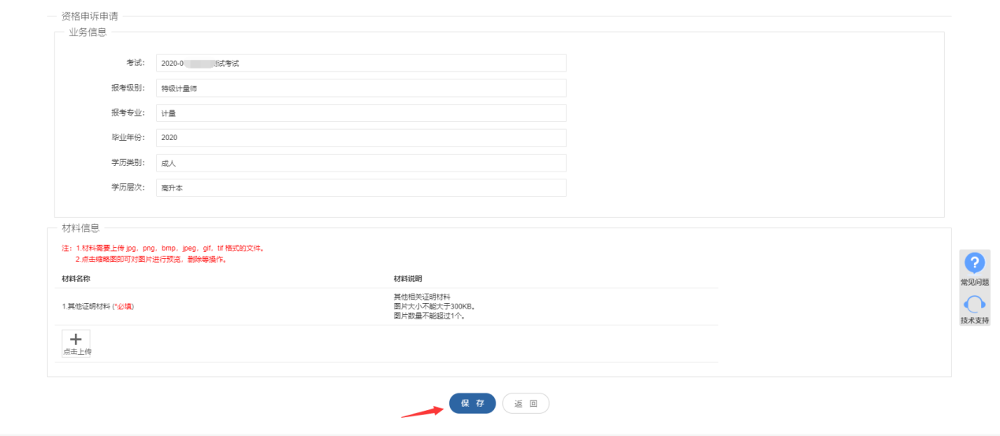 资格申诉申请
业务信息
考试： 2020-0 试考试
报考级别： 特级计量师
报考专业： 计量
毕业年份： 2020
学历类别： 成人
学历层次： 高升本
材料信息
注：1.材料需要上传 jpg，png，bmp，jpeg，gif，tif 格式的文件。
2.点击缩略图即可对图片进行预览，删除等操作。
材料名称 材料说明
1.其他证明材料 (*必填)
其他相关证明材料
图片大小不能大于300KB。
图片数量不能超过1个。
点击上传
常见问题
技术支持
保 存 返 回